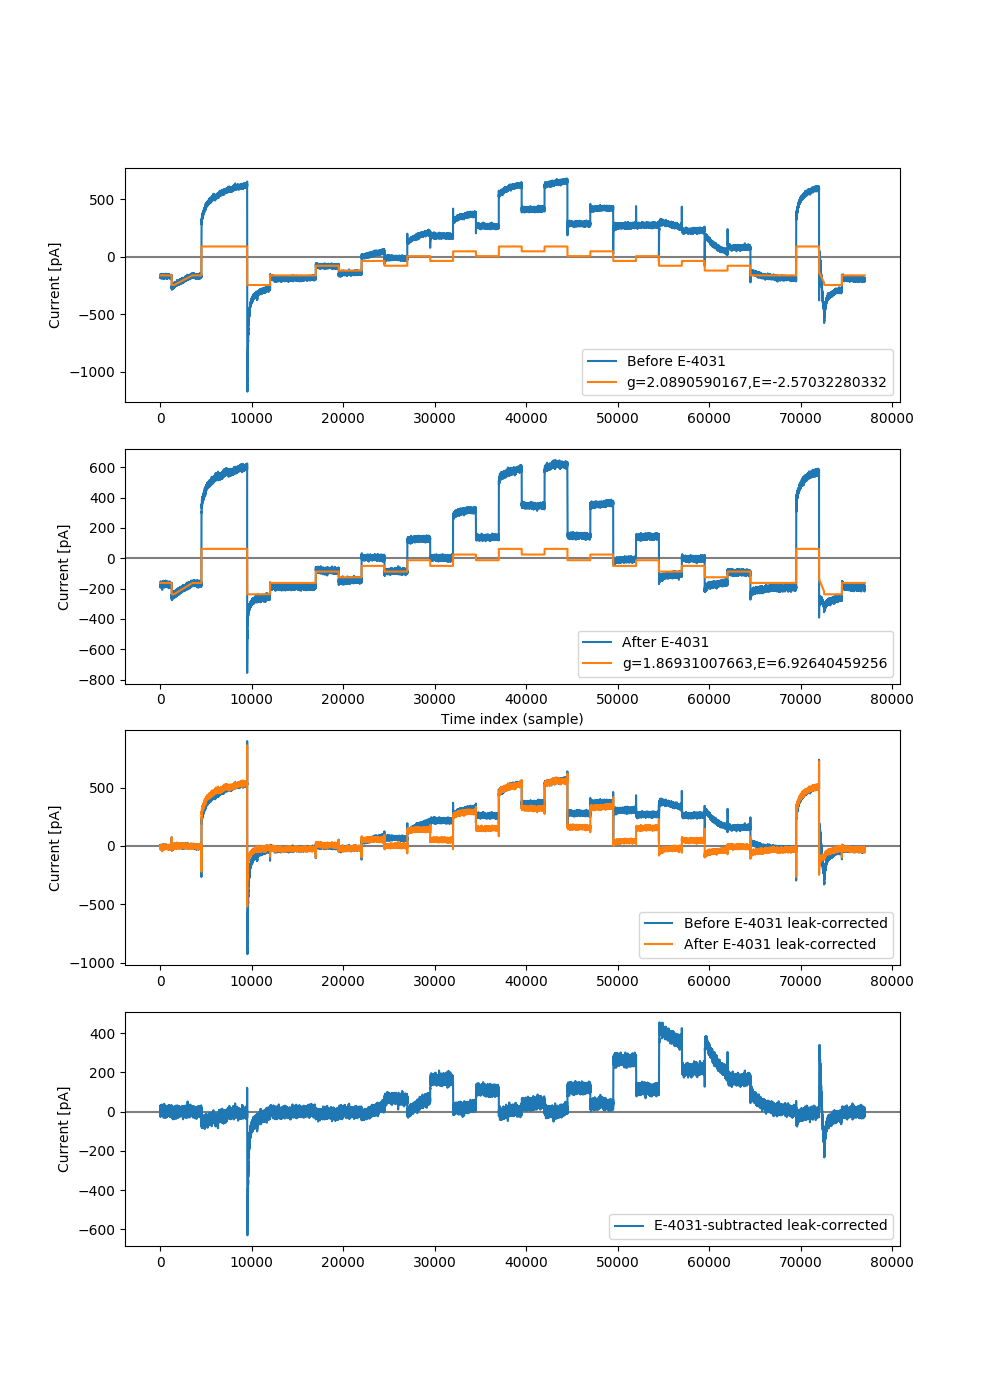 500
0
−500
−1000
Current [pA]
Before E-4031
g=2.0890590167,E=-2.57032280332
0 10000 20000 30000 40000 50000 60000 70000 80000
600
400
200
0
−200
−400
−600
−800
Current [pA]
After E-4031
g=1.86931007663,E=6.92640459256
0 10000 20000 30000 40000 50000 60000 70000 80000
Time index (sample)
500
0
−500
−1000
Current [pA]
Before E-4031 leak-corrected
After E-4031 leak-corrected
0 10000 20000 30000 40000 50000 60000 70000 80000
400
200
0
−200
−400
−600
Current [pA]
E-4031-subtracted leak-corrected
0 10000 20000 30000 40000 50000 60000 70000 80000